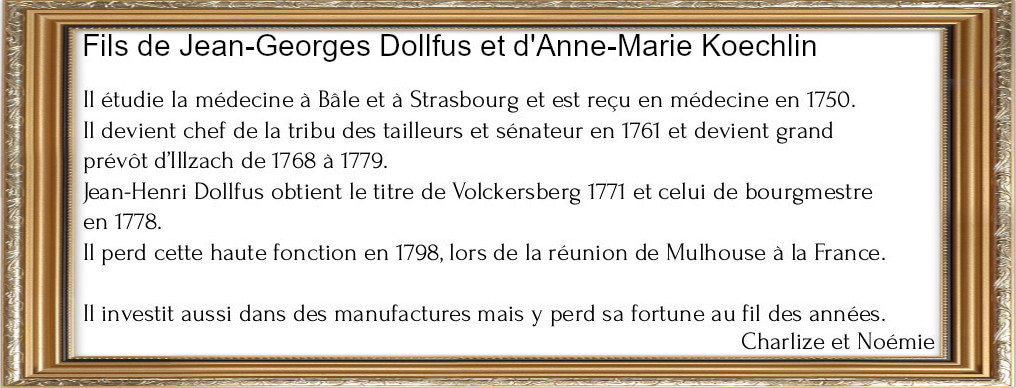 Fils de Jean-Georges Dollfus et d'Anne-Marie Koechlin
Il étudie la médecine à Bâle et à Strasbourg et est reçu en médecine en 1750.
Il devient chef de la tribu des tailleurs et sénateur en 1761 et devient grand
prévôt d’Illzach de 1768 à 1779.
Jean-Henri Dollfus obtient le titre de Volckersberg 1771 et celui de bourgmestre
en 1778.
Il perd cette haute fonction en 1798, lors de la réunion de Mulhouse à la France.
Il investit aussi dans des manufactures mais y perd sa fortune au fil des années.
Charlize et Noémie